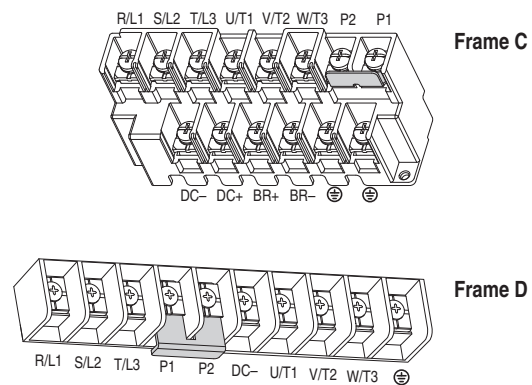 R/L1 S/L2 T/L3 U/T1 V/T2 W/T3 P2 P1
Frame C
DC– DC+ BR+ BR–
Frame D
R/L1 S/L2 T/L3 P1 P2 DC– U/T1 V/T2 W/T3